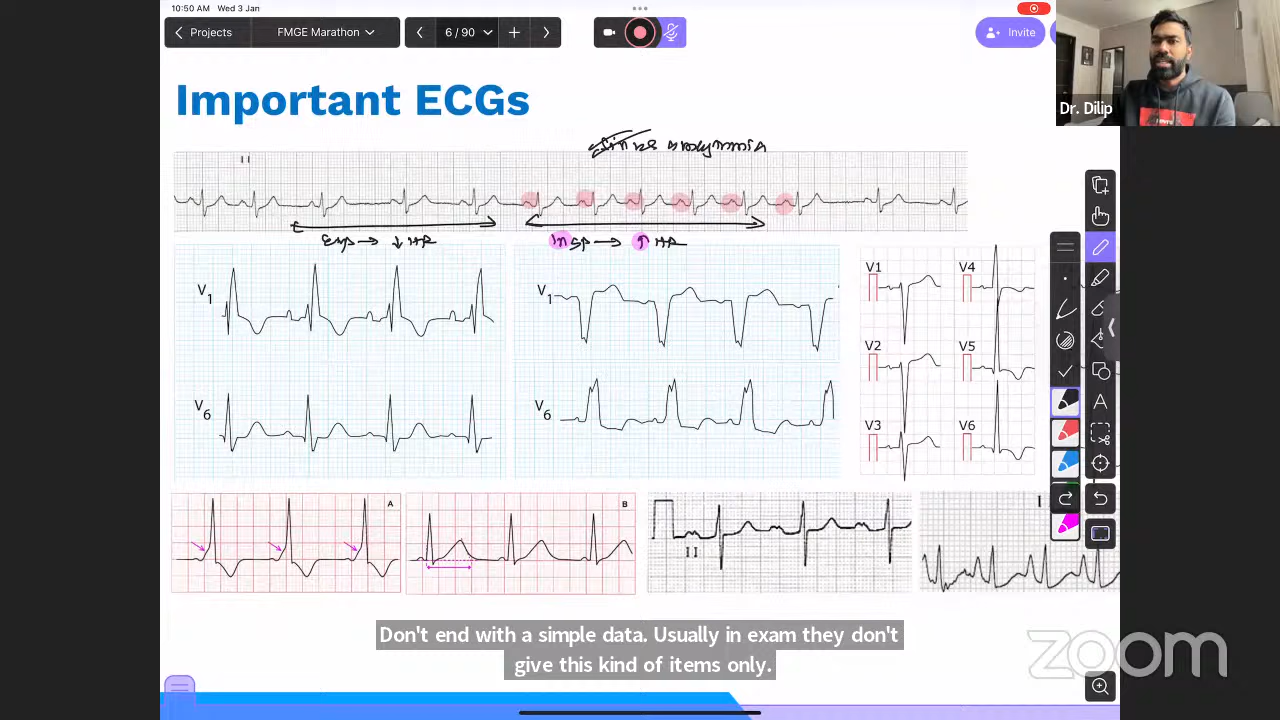 10:50 AM Wed 3 Jan
Projects
FMGE Marathon
6 / 90
Invite
Dr. Dilip
Important ECGs
Sinus arrhythmia
II
Exp → ↓ HR
Insp → ↑ HR
V1
V1
V1
V4
V2
V5
V6
V6
V3
V6
A
B
II
I
A
Don't end with a simple data. Usually in exam they don't
give this kind of items only.
zoom